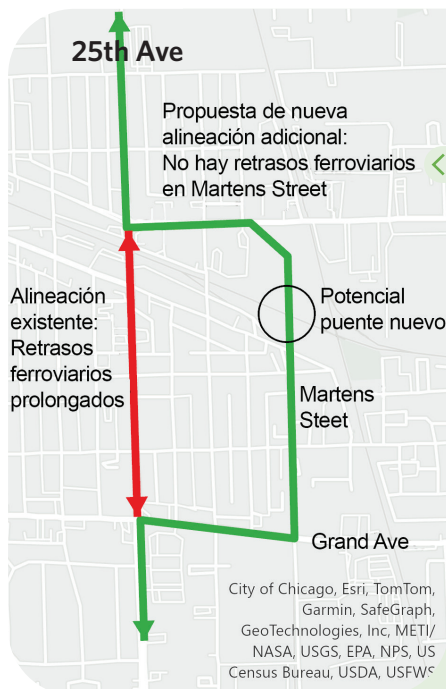 25th Ave
Propuesta de nueva
alineación adicional:
No hay retrasos ferroviarios
en Martens Street
Alineación
existente:
Retrasos
ferroviarios
prolongados
Potencial
puente nuevo
Martens
Steet
Grand Ave
City of Chicago, Esri, TomTom,
Garmin, SafeGraph,
GeoTechnologies, Inc, METI/
NASA, USGS, EPA, NPS, US
Census Bureau, USDA, USFWS